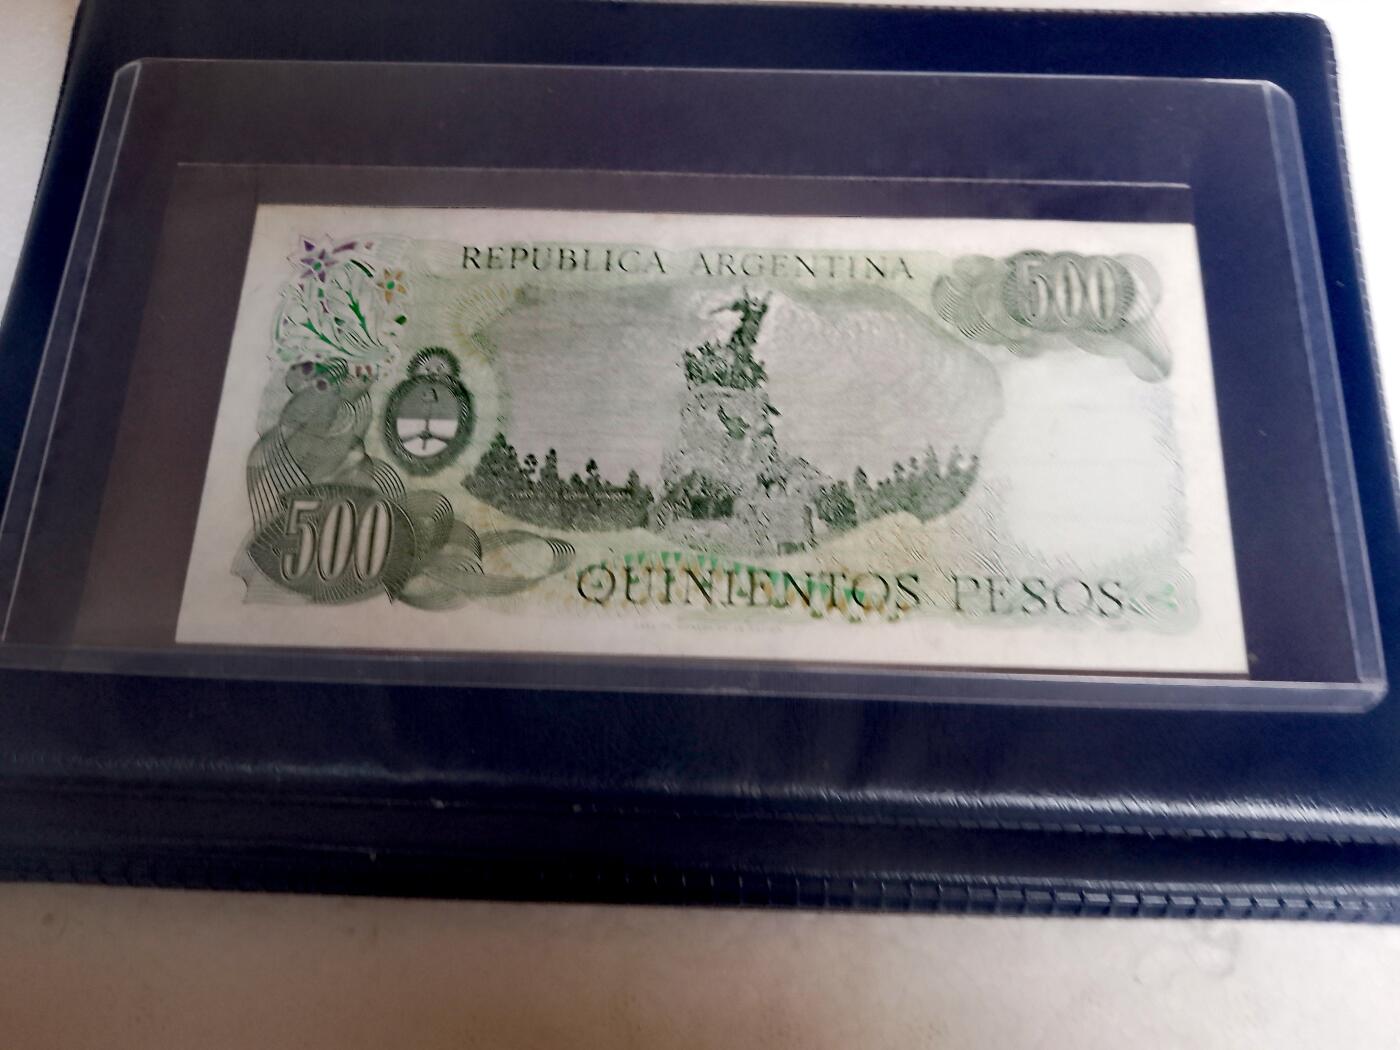 REPUBLICA ARGENTINA
500
500
QUINIENTOS PESOS